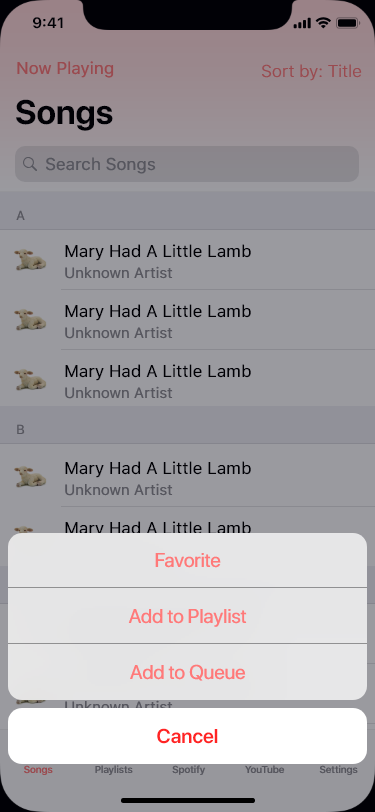 9:41
Now Playing
Sort by: Title
Songs
Search Songs
A
Mary Had A Little Lamb
Unknown Artist
Mary Had A Little Lamb
Unknown Artist
Mary Had A Little Lamb
Unknown Artist
B
Mary Had A Little Lamb
Unknown Artist
Mary Had A Little Lamb
Favorite
Add to Playlist
Add to Queue
Unknown Artist
Cancel
Songs
Playlists
Spotify
YouTube
Settings